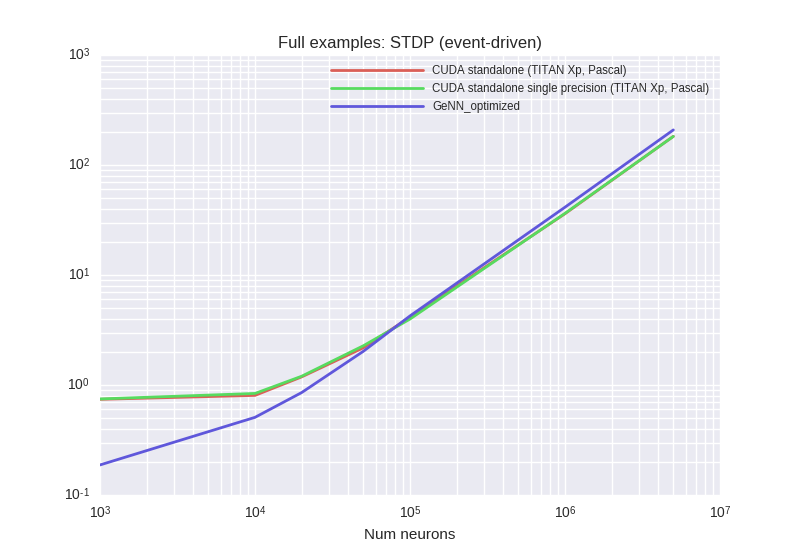 Full examples: STDP (event-driven)
CUDA standalone (TITAN Xp, Pascal)
CUDA standalone single precision (TITAN Xp, Pascal)
GeNN_optimized
10³
10²
10¹
10⁰
10⁻¹
10³ 10⁴ 10⁵ 10⁶ 10⁷
Num neurons